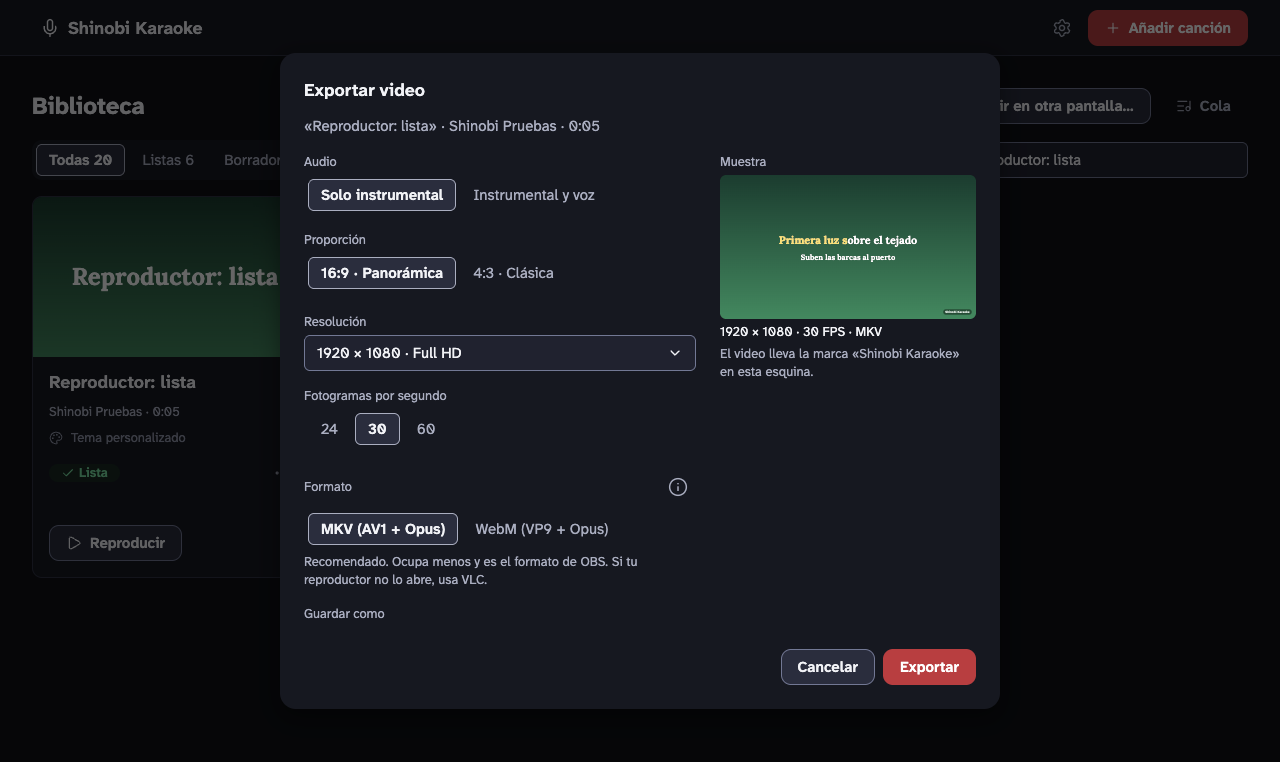 Shinobi Karaoke
Añadir canción
Biblioteca
ir en otra pantalla...
Cola
Todas 20
Listas 6
Borrador
oductor: lista
Reproductor: lista
Reproductor: lista
Shinobi Pruebas · 0:05
Tema personalizado
Lista
Reproducir
Exportar video
«Reproductor: lista» · Shinobi Pruebas · 0:05
Audio
Solo instrumental
Instrumental y voz
Proporción
16:9 · Panorámica
4:3 · Clásica
Resolución
1920 × 1080 · Full HD
Fotogramas por segundo
24
30
60
Formato
MKV (AV1 + Opus)
WebM (VP9 + Opus)
Recomendado. Ocupa menos y es el formato de OBS. Si tu
reproductor no lo abre, usa VLC.
Guardar como
Muestra
Primera luz sobre el tejado
Suben las barcas al puerto
Shinobi Karaoke
1920 × 1080 · 30 FPS · MKV
El video lleva la marca «Shinobi Karaoke»
en esta esquina.
Cancelar
Exportar